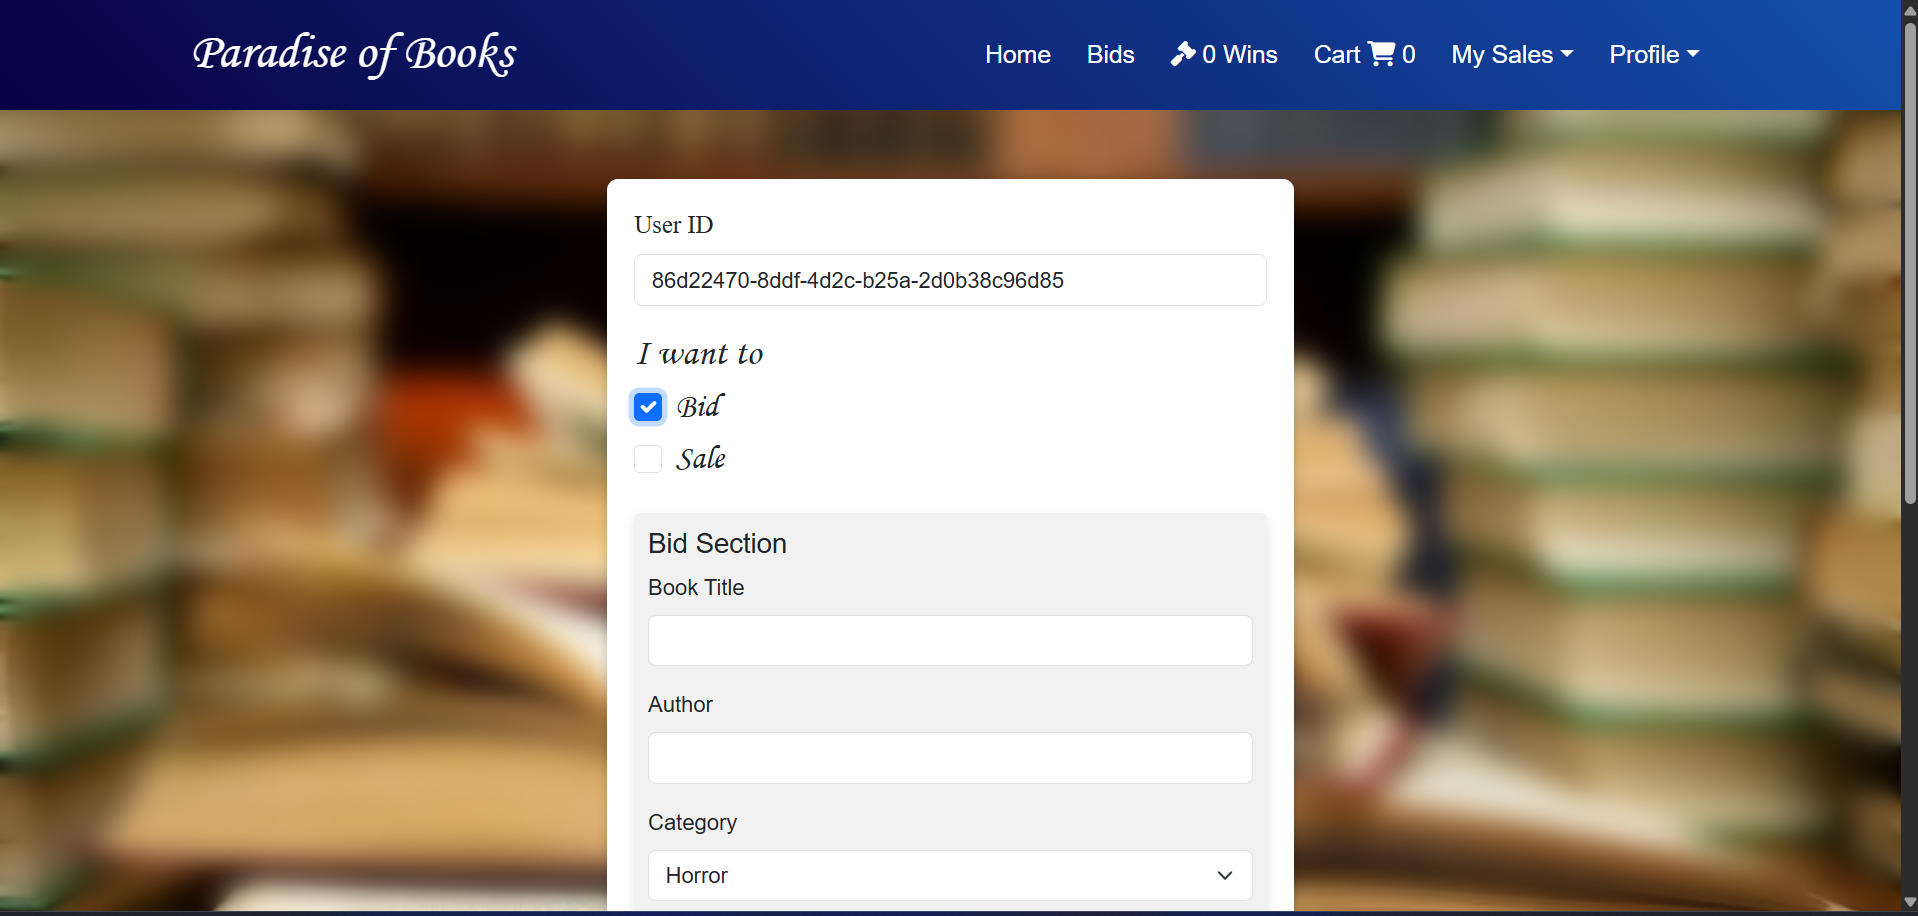 Paradise of Books
Home Bids 0 Wins Cart 0 My Sales Profile
User ID
86d22470-8ddf-4d2c-b25a-2d0b38c96d85
I want to
Bid
Sale
Bid Section
Book Title
Author
Category
Horror